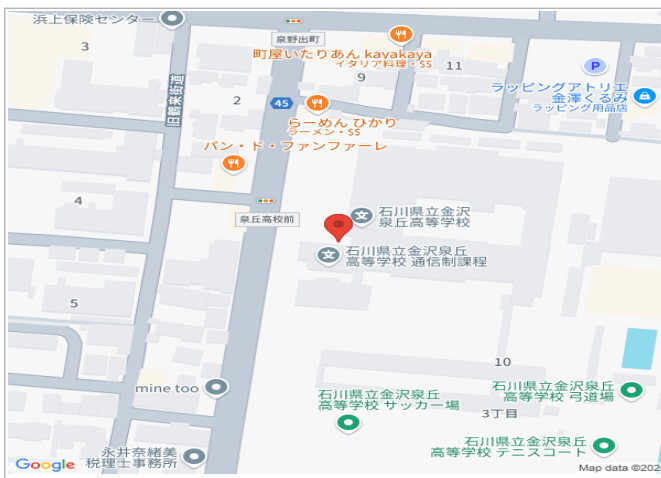 浜上保険センター
泉野出町
3
町屋いたりあん kayakaya
イタリア料理・$$
9
11
P
ラッピングアトリエ
金澤くるみ
ラッピング用品店
旧鶴来街道
2
45
らーめん ひかり
ラーメン・$$
パン・ド・ファンファーレ
4
泉丘高校前
石川県立金沢
泉丘高等学校
文
石川県立金沢泉丘
高等学校 通信制課程
文
5
10
mine too
石川県立金沢泉丘
高等学校 サッカー場
石川県立金沢泉丘
高等学校 弓道場
3丁目
永井奈緒美
税理士事務所
石川県立金沢泉丘
高等学校 テニスコート
Google
Map data ©202